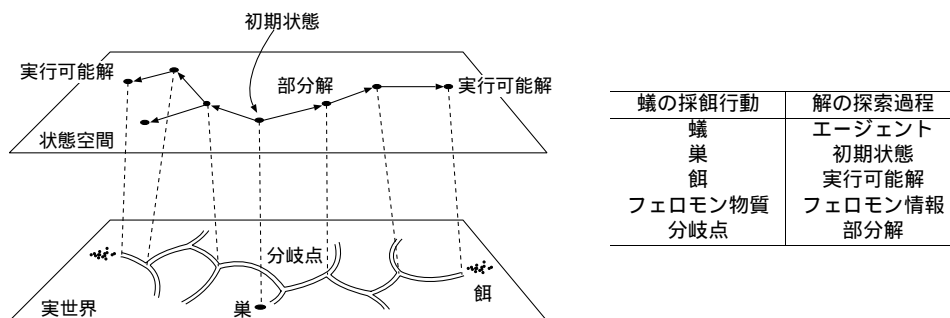 初期状態
実行可能解
部分解
実行可能解
状態空間
分岐点
実世界
巣
餌
蟻の採餌行動 解の探索過程
蟻 エージェント
巣 初期状態
餌 実行可能解
フェロモン物質 フェロモン情報
分岐点 部分解